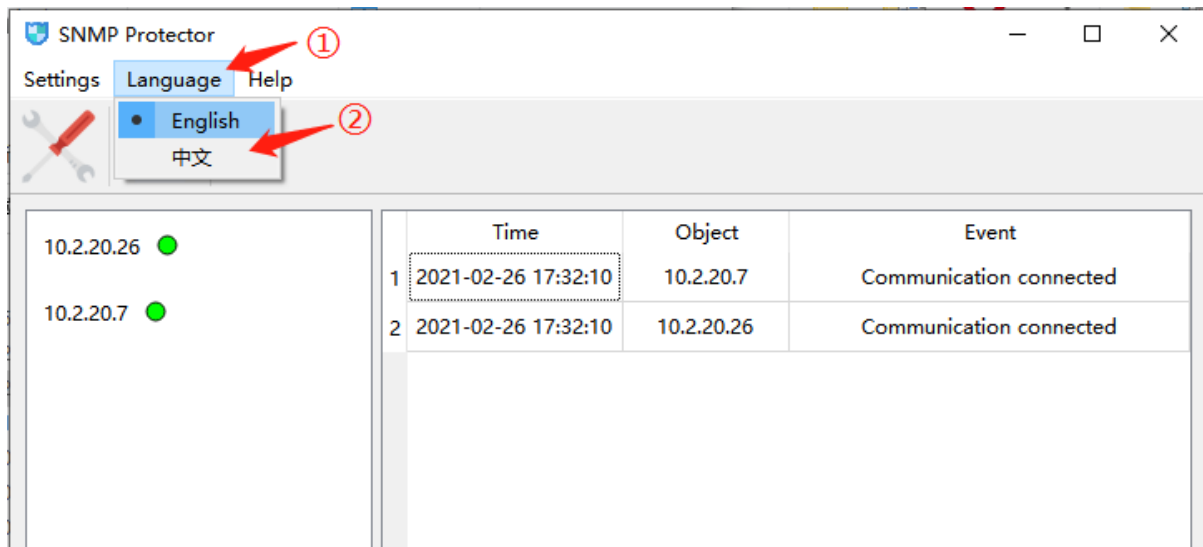 SNMP Protector
①
Settings Language Help
English
②
中文
10.2.20.26
10.2.20.7
Time Object Event
1 2021-02-26 17:32:10 10.2.20.7 Communication connected
2 2021-02-26 17:32:10 10.2.20.26 Communication connected